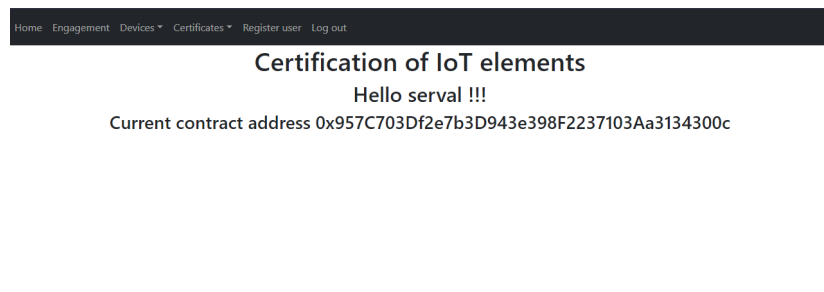 Home Engagement Devices Certificates Register user Log out
Certification of IoT elements
Hello serval !!!
Current contract address 0x957C703Df2e7b3D943e398F2237103Aa3134300c